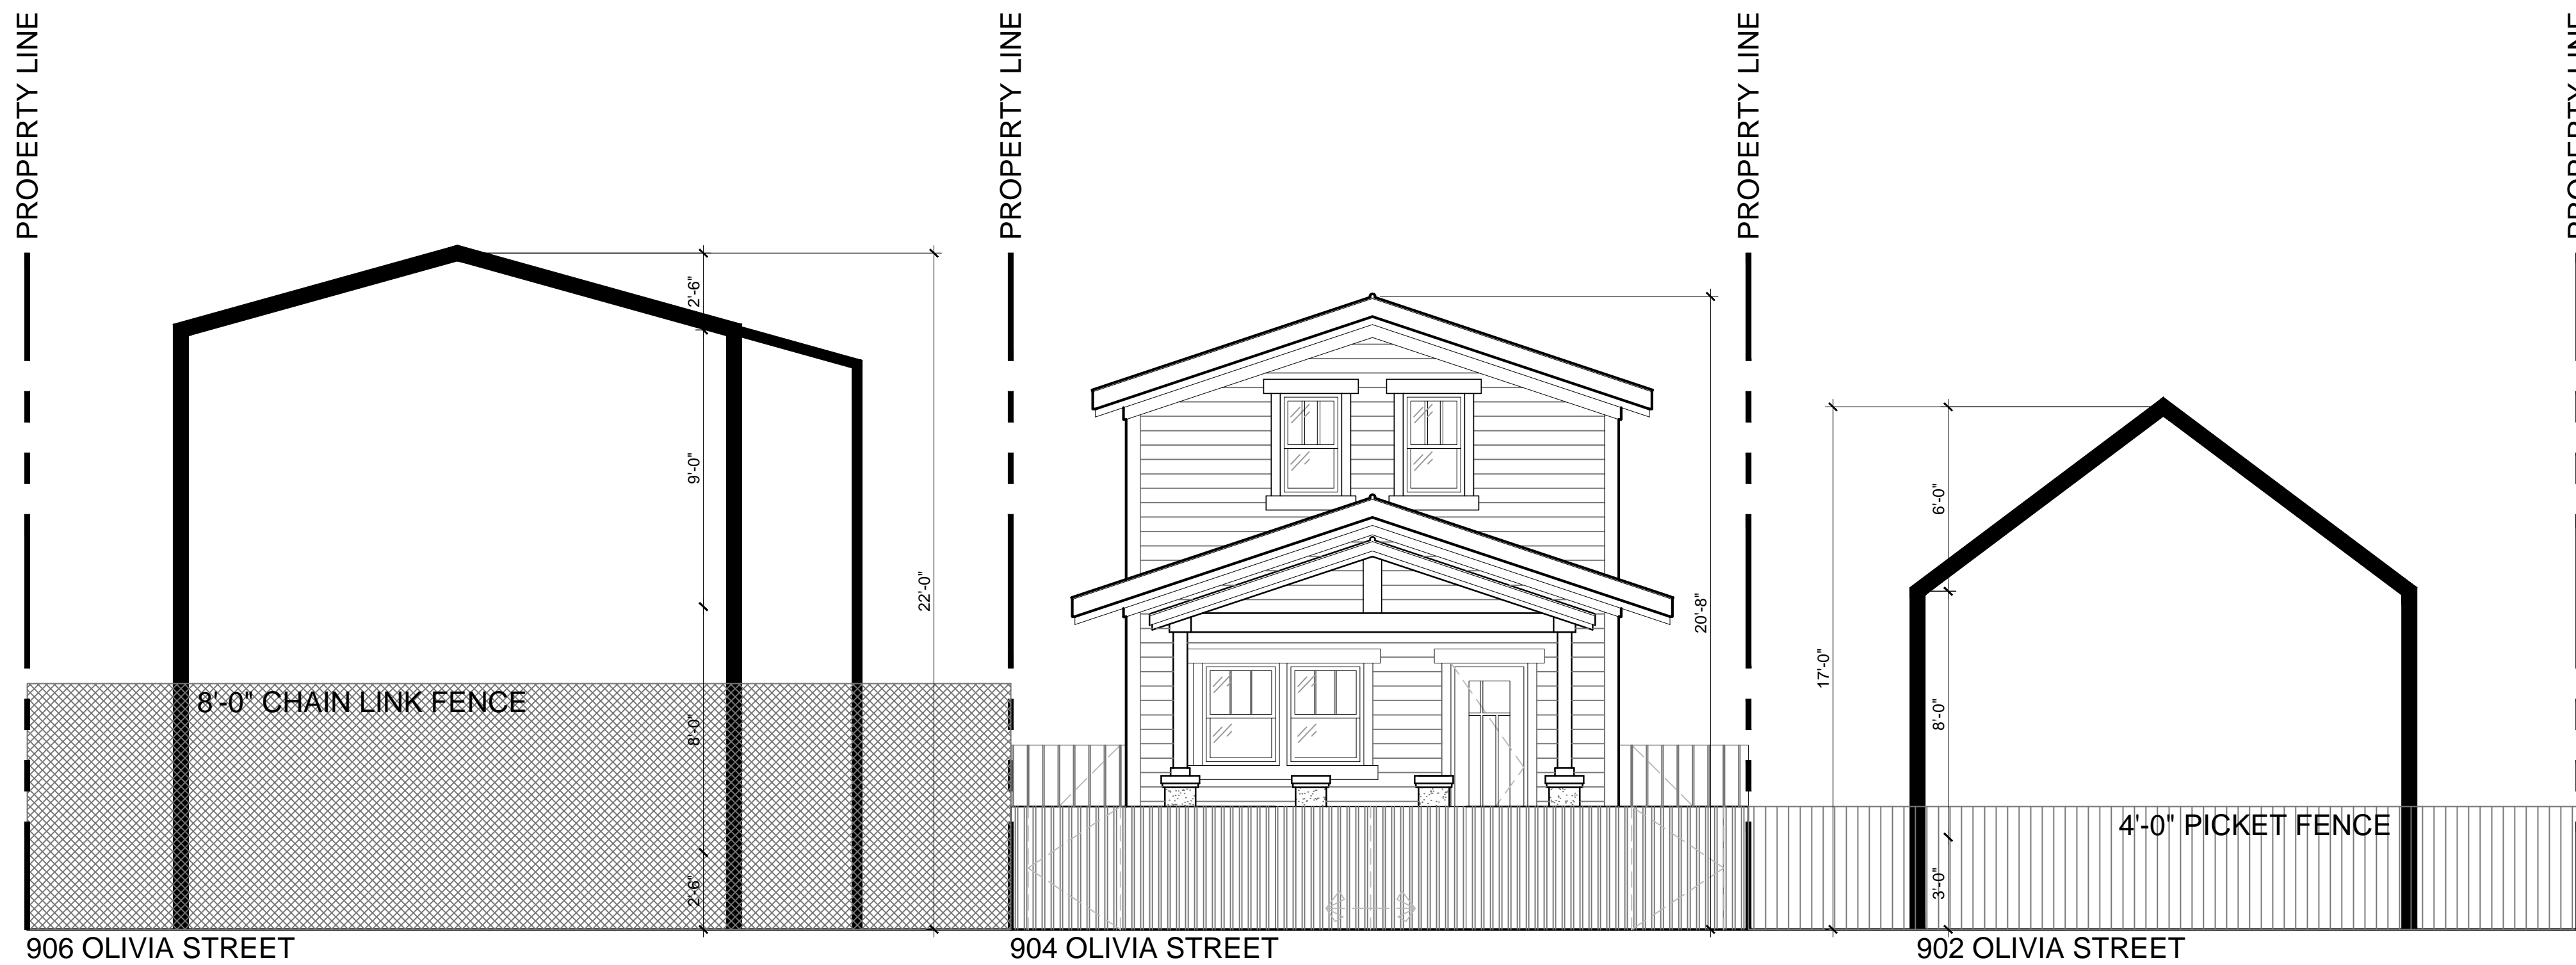 PROPERTY LINE
PROPERTY LINE
PROPERTY LINE
PROPERTY LINE
2'-6"
9'-0"
8'-0"
2'-6"
22'-0"
8'-0" CHAIN LINK FENCE
20'-8"
17'-0"
6'-0"
8'-0"
3'-0"
4'-0" PICKET FENCE
906 OLIVIA STREET
904 OLIVIA STREET
902 OLIVIA STREET